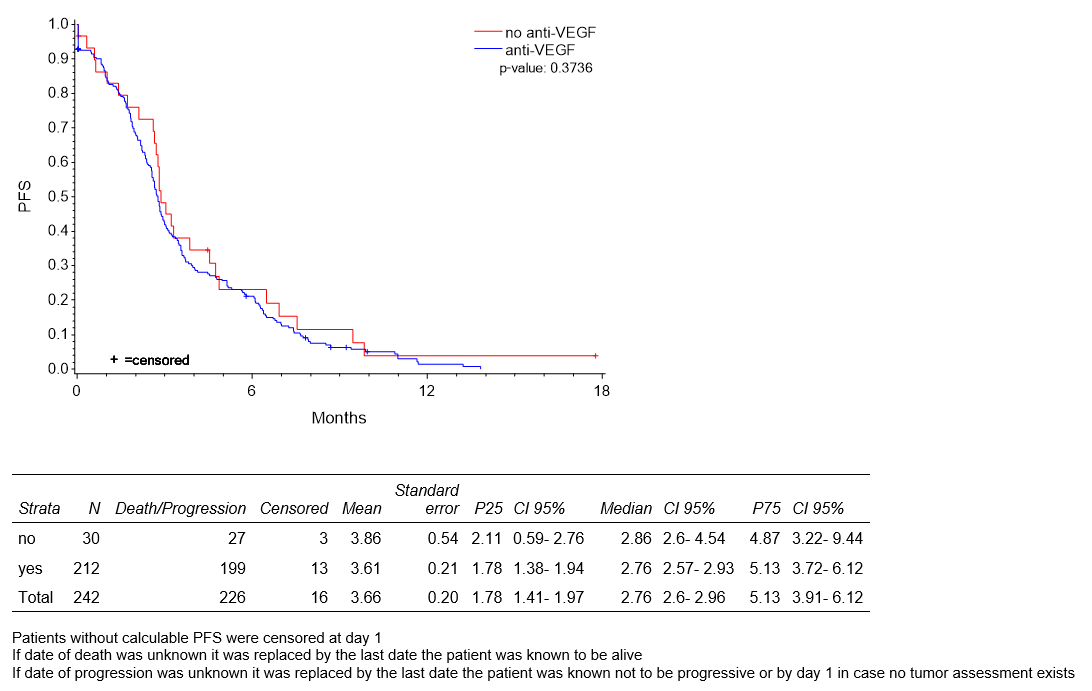 1.0
0.9
0.8
0.7
0.6
0.5
0.4
0.3
0.2
0.1
0.0
PFS
no anti-VEGF
anti-VEGF
p-value: 0.3736
+ =censored
0 6 12 18
Months
Strata N Death/Progression Censored Mean Standard error P25 CI 95% Median CI 95% P75 CI 95%
no 30 27 3 3.86 0.54 2.11 0.59- 2.76 2.86 2.6- 4.54 4.87 3.22- 9.44
yes 212 199 13 3.61 0.21 1.78 1.38- 1.94 2.76 2.57- 2.93 5.13 3.72- 6.12
Total 242 226 16 3.66 0.20 1.78 1.41- 1.97 2.76 2.6- 2.96 5.13 3.91- 6.12
Patients without calculable PFS were censored at day 1
If date of death was unknown it was replaced by the last date the patient was known to be alive
If date of progression was unknown it was replaced by the last date the patient was known not to be progressive or by day 1 in case no tumor assessment exists